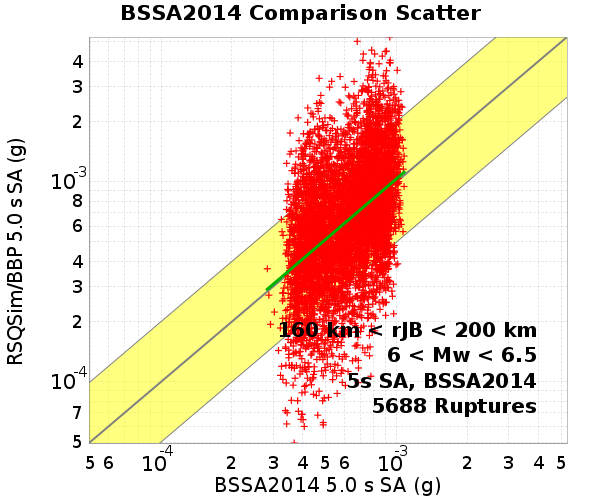 BSSA2014 Comparison Scatter
RSQSim/BBP 5.0 s SA (g)
4
3
2
10-3
8
6
4
3
2
10-4
7
5
160 km < rJB < 200 km
6 < Mw < 6.5
5s SA, BSSA2014
5688 Ruptures
5 6 10-4 2 3 4 5 6 10-3 2 3 4 5
BSSA2014 5.0 s SA (g)